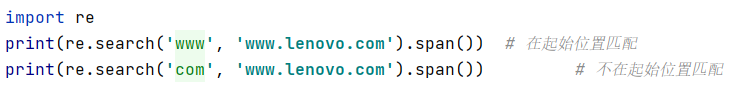 import re
print(re.search('www', 'www.lenovo.com').span())  # 在起始位置匹配
print(re.search('com', 'www.lenovo.com').span())         # 不在起始位置匹配